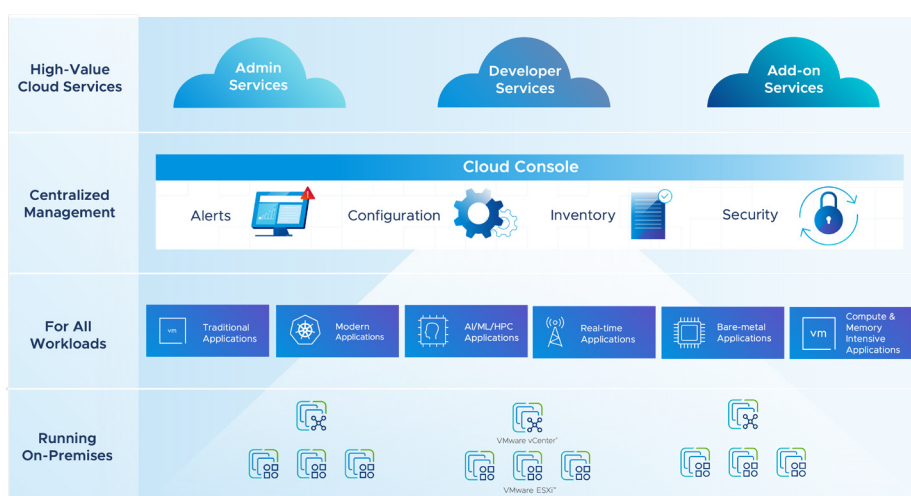 High-Value
Cloud Services
Admin
Services
Developer
Services
Add-on
Services
Centralized
Management
Cloud Console
Alerts
Configuration
Inventory
Security
For All
Workloads
vm
Traditional
Applications
Modern
Applications
AI/ML/HPC
Applications
Real-time
Applications
Bare-metal
Applications
vm
Compute &
Memory
Intensive
Applications
Running
On-Premises
VMware vCenter®
VMware ESXi™